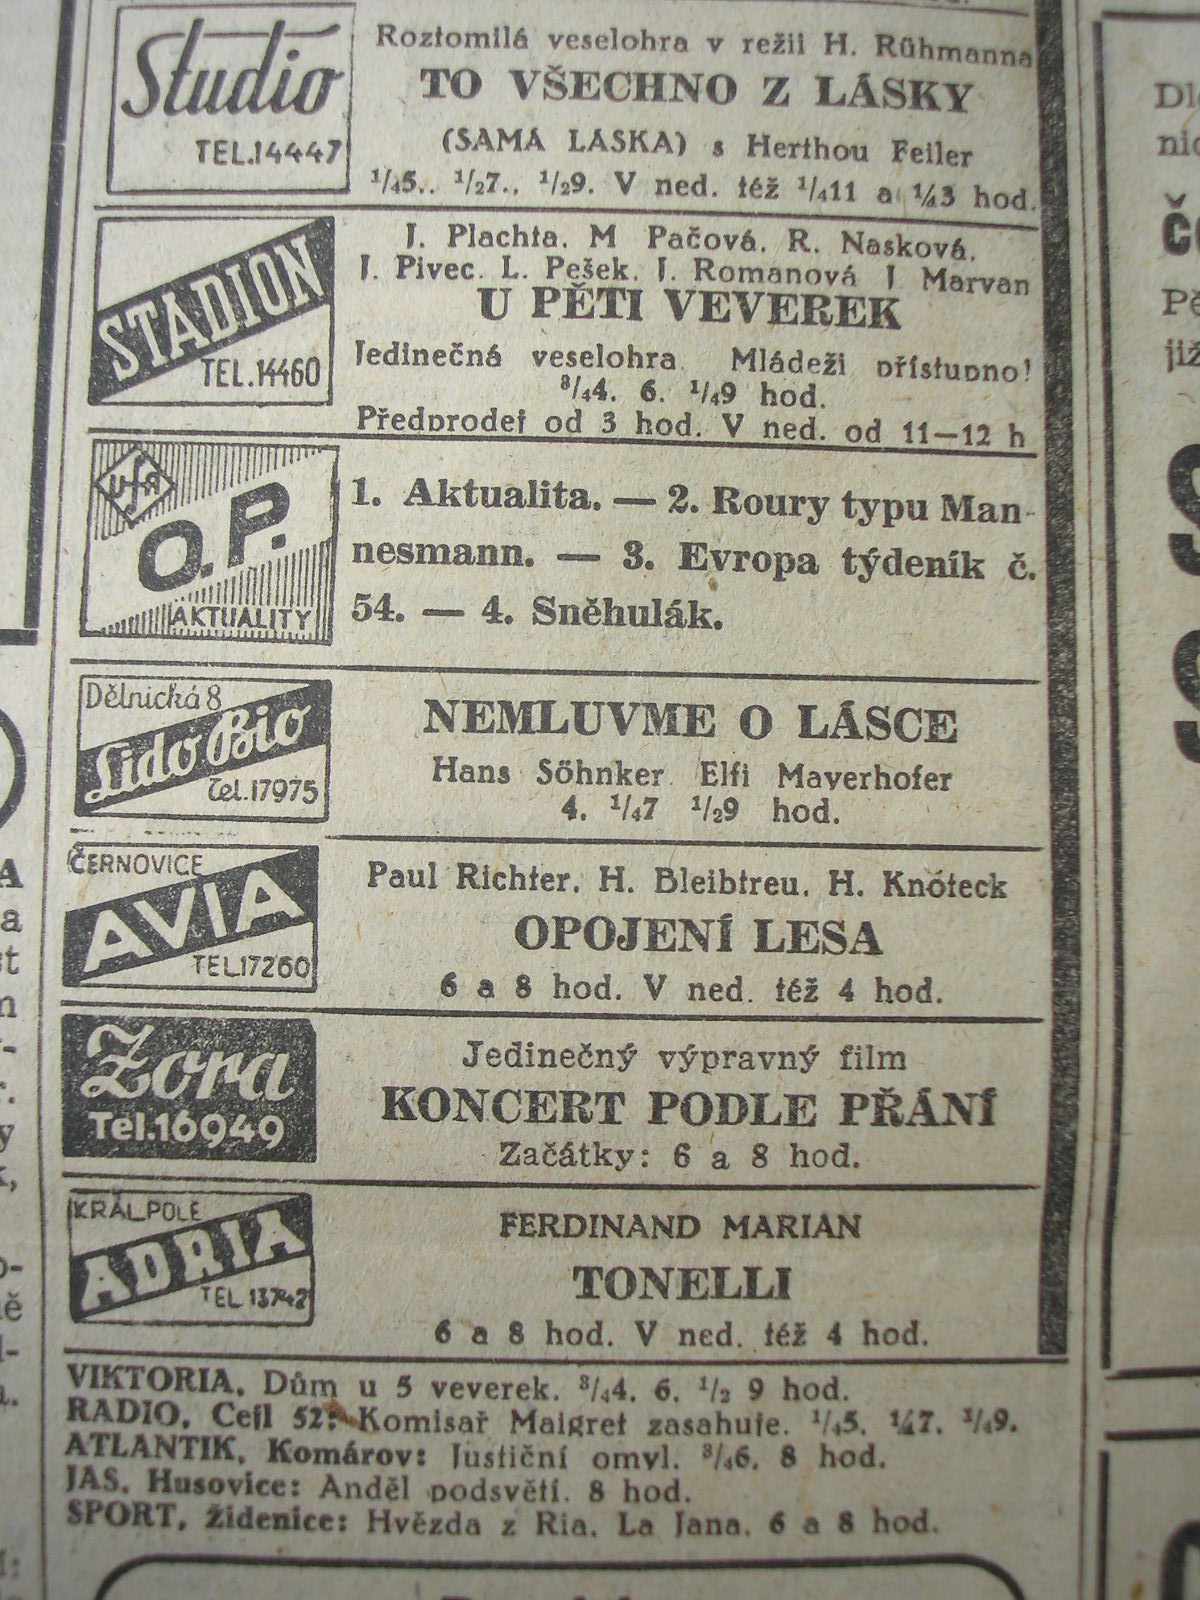 Studio
TEL.14447
Roztomilá veselohra v režii H. Rühmanna
TO VŠECHNO Z LÁSKY
(SAMÁ LÁSKA) s Herthou Feiler
1/45.. 1/27.. 1/29. V ned. též 1/411 a 1/43 hod.
STADION
TEL.14460
J. Plachta. M Pačová. R. Nasková.
J. Pivec. L. Pešek. J. Romanová J Marvan
U PĚTI VEVEREK
Jedinečná veselohra Mládeži přístupno!
3/44. 6. 1/49 hod.
Předprodej od 3 hod. V ned. od 11—12 h
Ufa
O.P.
AKTUALITY
1. Aktualita. — 2. Roury typu Man-
nesmann. — 3. Evropa týdeník č.
54. — 4. Sněhulák.
Dělnická 8
Lido Bio
Tel.17975
NEMLUVME O LÁSCE
Hans Söhnker Elfi Mayerhofer
4. 1/47 1/29 hod.
ČERNOVICE
AVIA
TEL.17260
Paul Richter. H. Bleibtreu. H. Knoteck
OPOJENÍ LESA
6 a 8 hod. V ned. též 4 hod.
Zora
Tel.16949
Jedinečný výpravný film
KONCERT PODLE PŘÁNÍ
Začátky: 6 a 8 hod.
KRÁL.POLE
ADRIA
TEL 13742
FERDINAND MARIAN
TONELLI
6 a 8 hod. V ned. též 4 hod.
VIKTORIA. Dům u 5 veverek. 3/44. 6. 1/2 9 hod.
RADIO. Cejl 52: Komisař Maigret zasahuje. 1/45. 1/47. 1/49.
ATLANTIK. Komárov: Justiční omyl. 3/46. 8 hod.
JAS. Husovice: Anděl podsvětí. 8 hod.
SPORT. Židenice: Hvězda z Ria. La Jana. 6 a 8 hod.